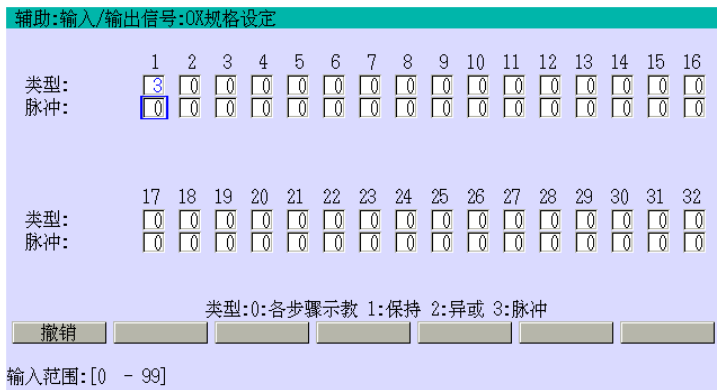 辅助:输入/输出信号:OX规格设定
1 2 3 4 5 6 7 8 9 10 11 12 13 14 15 16
类型: 3 0 0 0 0 0 0 0 0 0 0 0 0 0 0 0
脉冲: 0 0 0 0 0 0 0 0 0 0 0 0 0 0 0 0
17 18 19 20 21 22 23 24 25 26 27 28 29 30 31 32
类型: 0 0 0 0 0 0 0 0 0 0 0 0 0 0 0 0
脉冲: 0 0 0 0 0 0 0 0 0 0 0 0 0 0 0 0
类型:0:各步骤示教 1:保持 2:异或 3:脉冲
撤销
输入范围:[0 - 99]